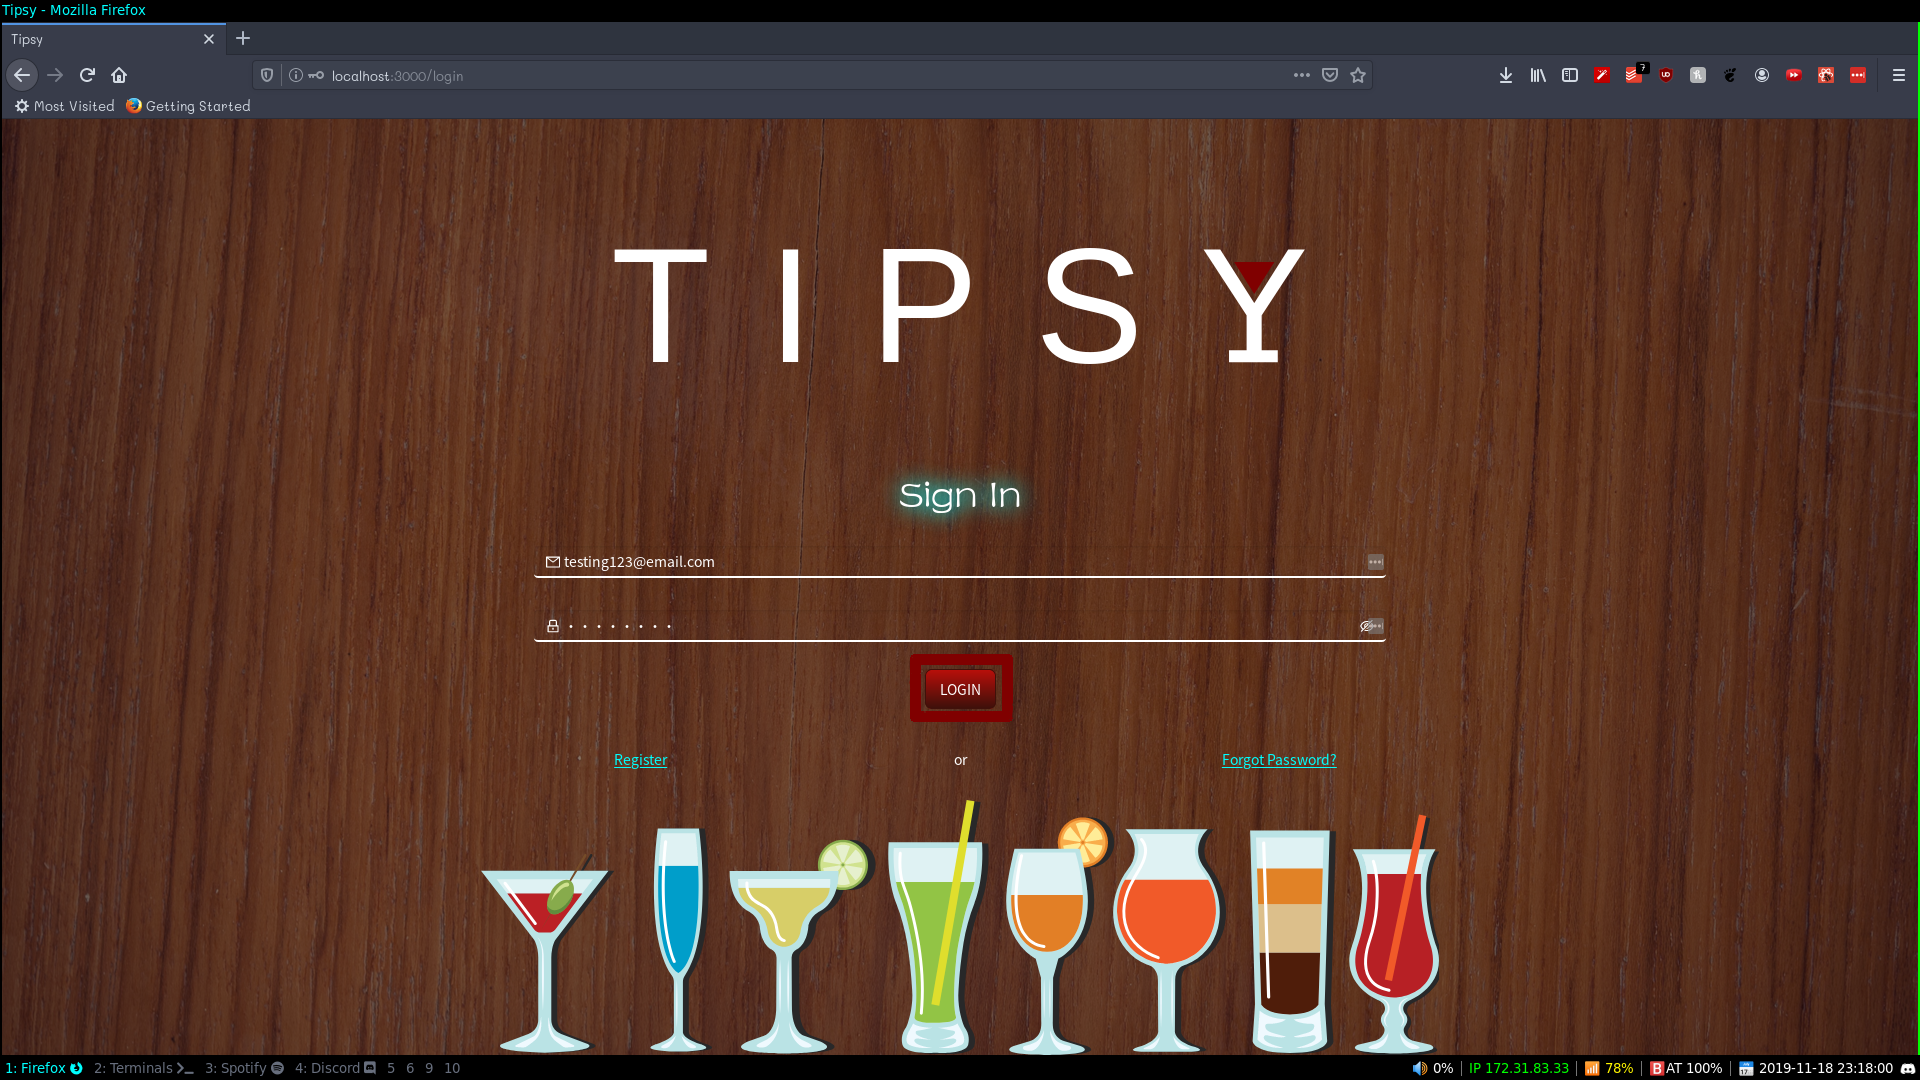 Tipsy - Mozilla Firefox
Tipsy
localhost:3000/login
7
Most Visited Getting Started
TIPSY
Sign In
testing123@email.com
LOGIN
Register or Forgot Password?
1: Firefox 2: Terminals 3: Spotify 4: Discord 5 6 9 10 0% | IP 172.31.83.33 | 78% | BAT 100% | 2019-11-18 23:18:00